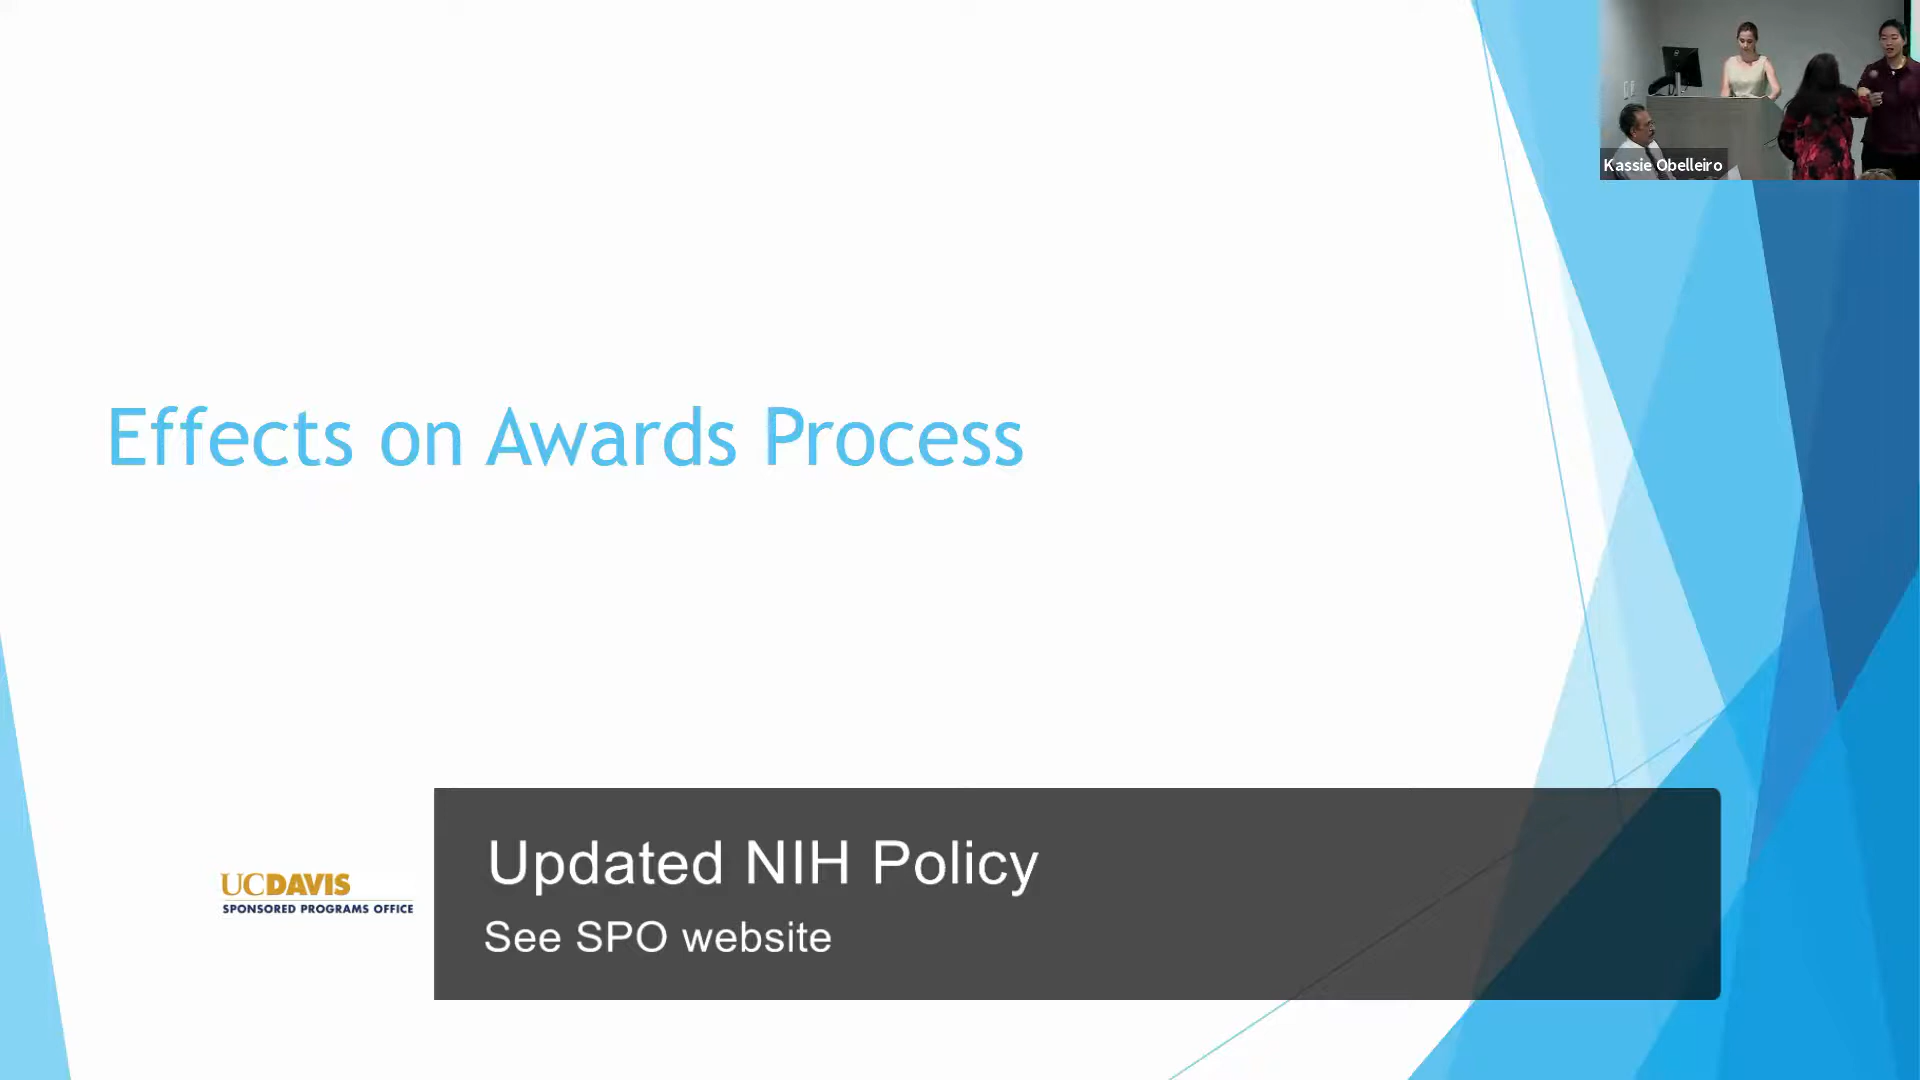 Kassie Obelleiro
Effects on Awards Process
UCDAVIS
SPONSORED PROGRAMS OFFICE
Updated NIH Policy
See SPO website